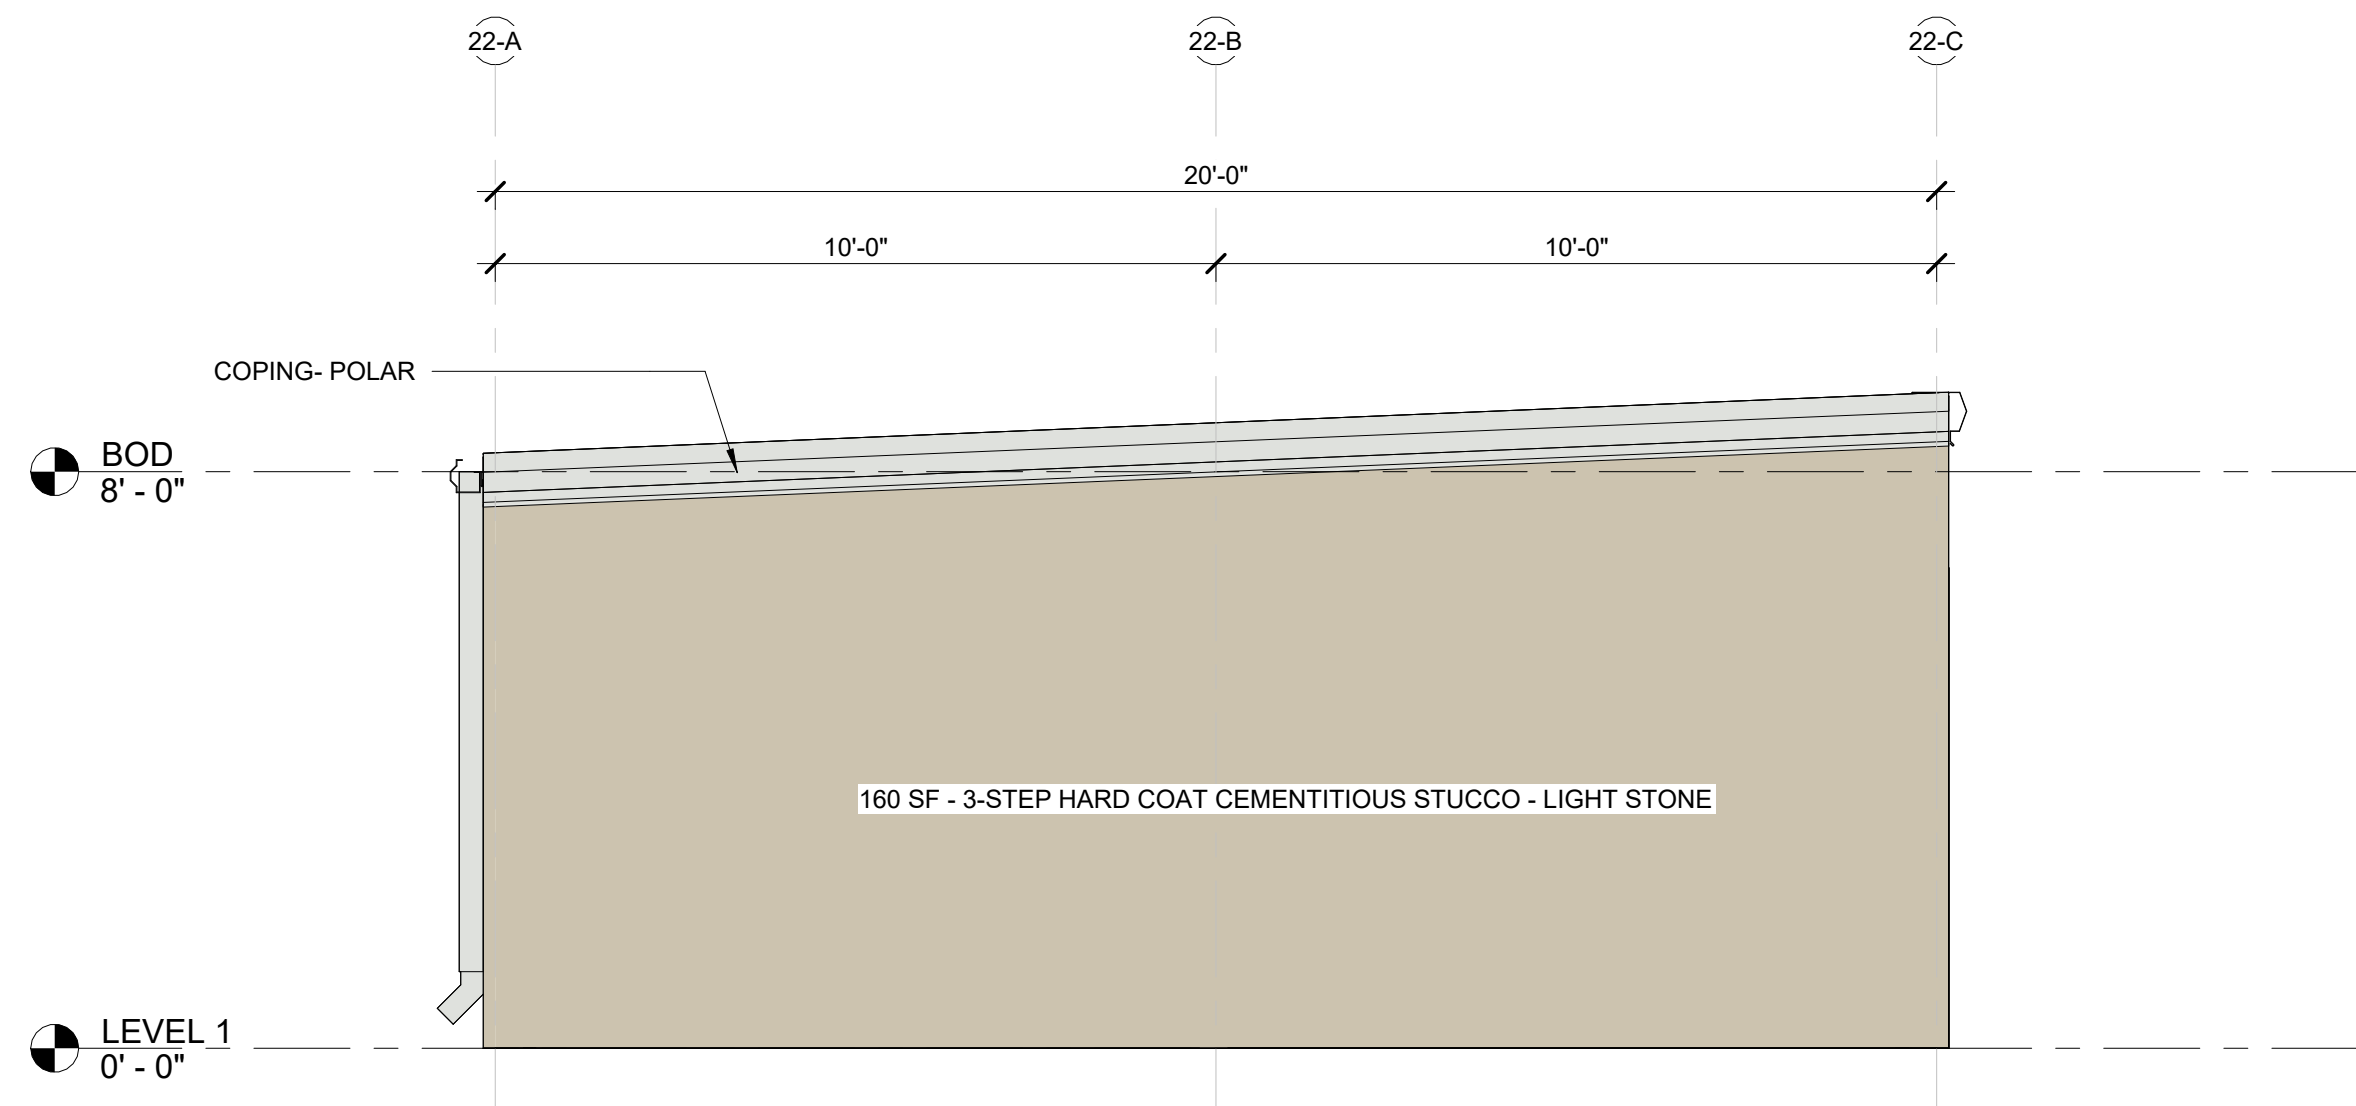 22-A
22-B
22-C
20'-0"
10'-0"
10'-0"
COPING- POLAR
BOD
8' - 0"
160 SF - 3-STEP HARD COAT CEMENTITIOUS STUCCO - LIGHT STONE
LEVEL 1
0' - 0"